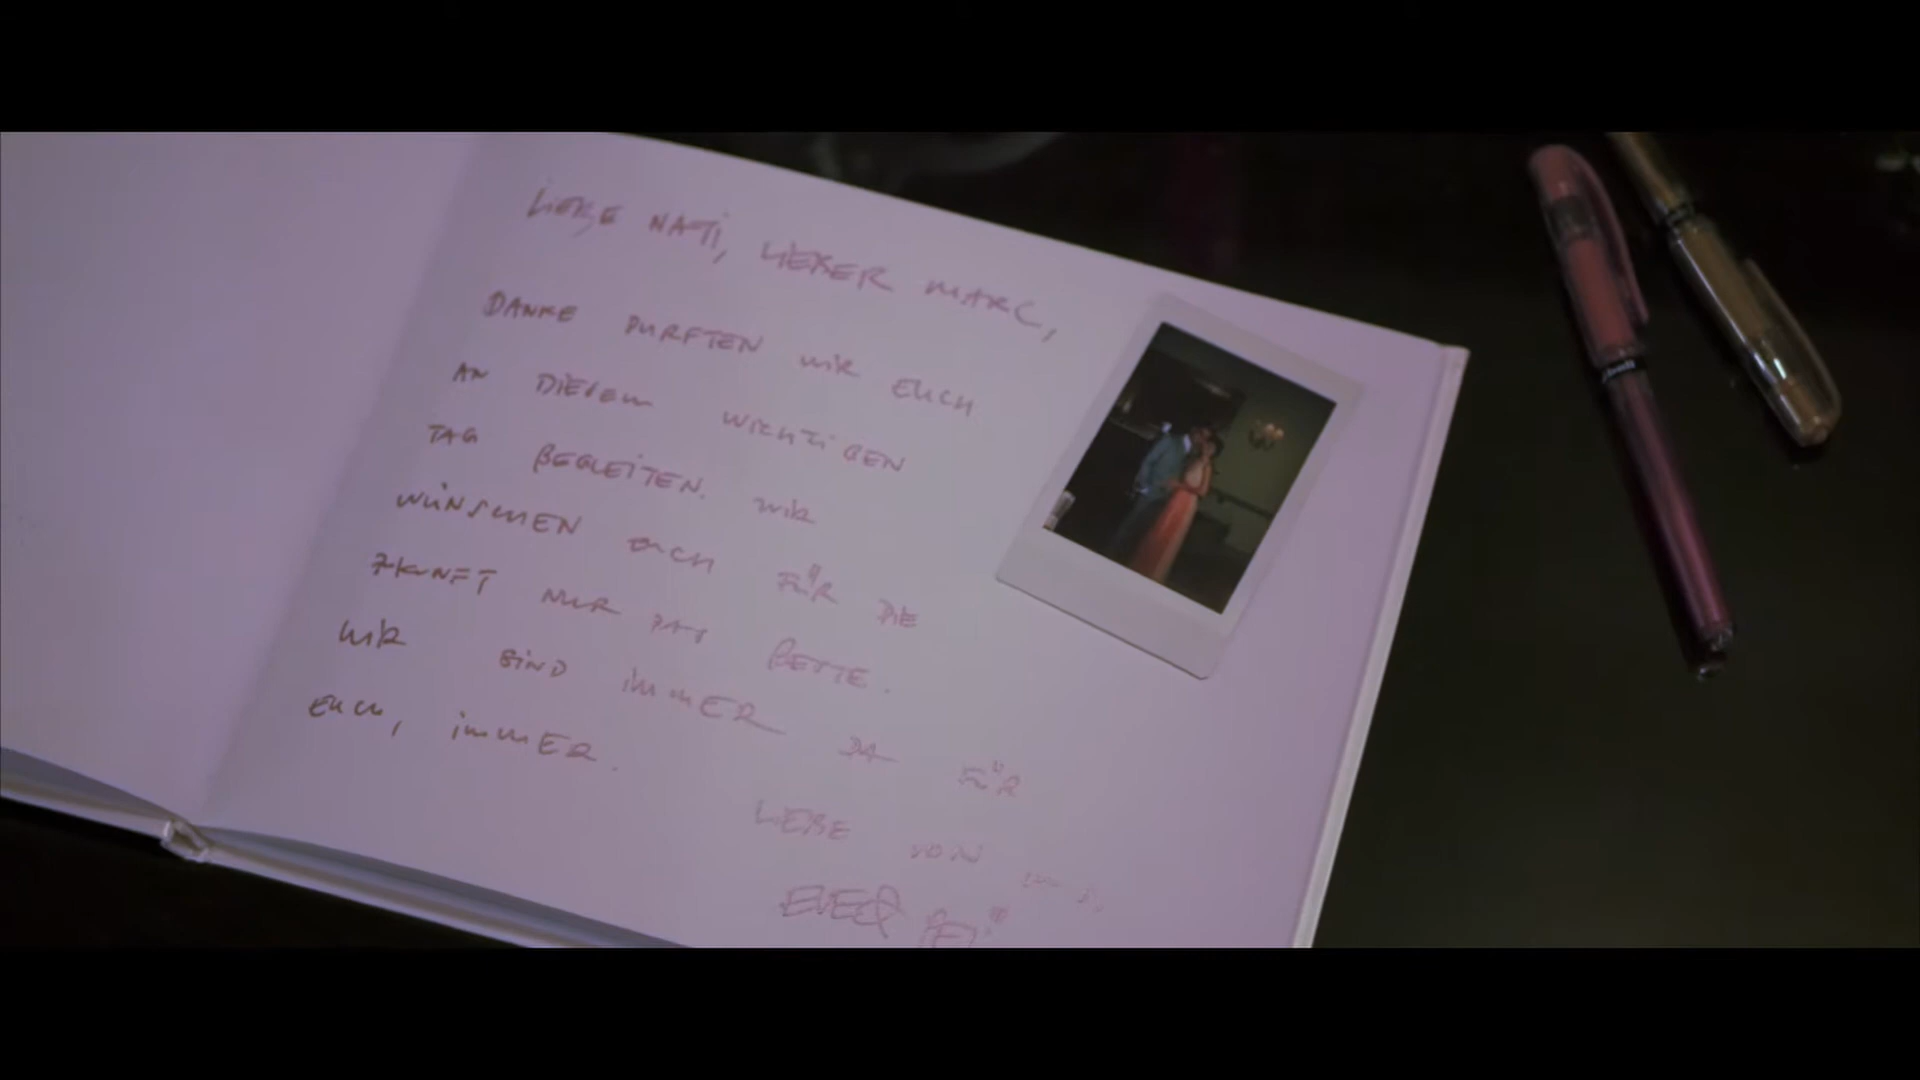 LIEBE NATI, LIEBER MARC,
DANKE DURFTEN WIR EUCH
AN DIESEM WICHTIGEN
TAG BEGLEITEN. WIR
WÜNSCHEN EUCH FÜR DIE
ZKUNFT NUR DAS BESTE.
WIR SIND IMMER DA FÜR
EUCH, IMMER.
LIEBE VON